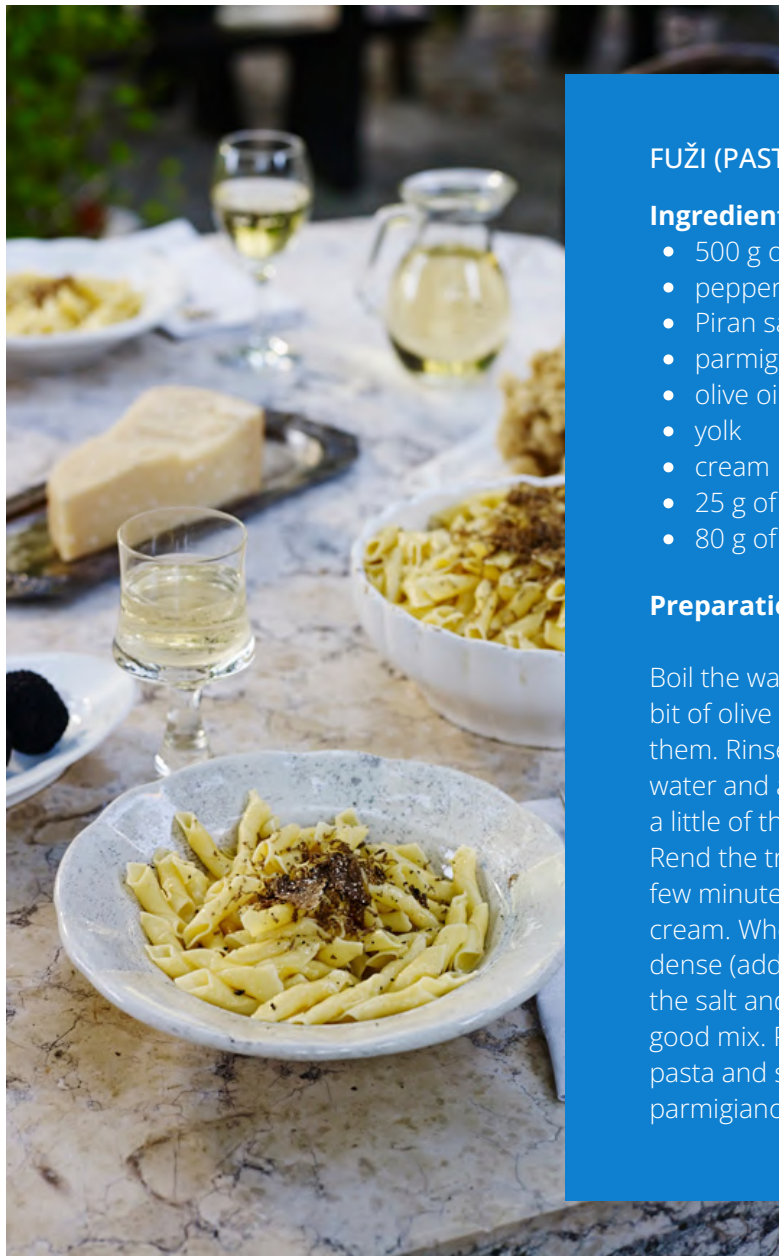 FUŽI (PAST
Ingredient
• 500 g o
• pepper
• Piran sa
• parmig
• olive oi
• yolk
• cream
• 25 g of
• 80 g of
Preparatio
Boil the wa
bit of olive
them. Rinse
water and a
a little of th
Rend the tr
few minute
cream. Whe
dense (add
the salt and
good mix. P
pasta and s
parmigiano